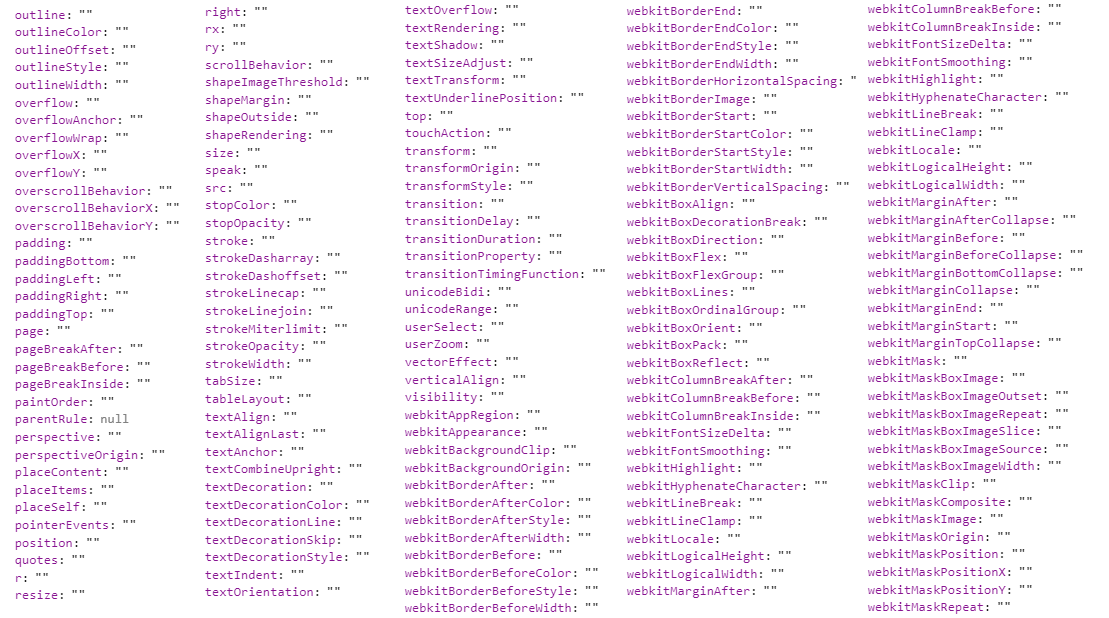 outline: ""
outlineColor: ""
outlineOffset: ""
outlineStyle: ""
outlineWidth: ""
overflow: ""
overflowAnchor: ""
overflowWrap: ""
overflowX: ""
overflowY: ""
overscrollBehavior: ""
overscrollBehaviorX: ""
overscrollBehaviorY: ""
padding: ""
paddingBottom: ""
paddingLeft: ""
paddingRight: ""
paddingTop: ""
page: ""
pageBreakAfter: ""
pageBreakBefore: ""
pageBreakInside: ""
paintOrder: ""
parentRule: null
perspective: ""
perspectiveOrigin: ""
placeContent: ""
placeItems: ""
placeSelf: ""
pointerEvents: ""
position: ""
quotes: ""
r: ""
resize: ""
right: ""
rx: ""
ry: ""
scrollBehavior: ""
shapeImageThreshold: ""
shapeMargin: ""
shapeOutside: ""
shapeRendering: ""
size: ""
speak: ""
src: ""
stopColor: ""
stopOpacity: ""
stroke: ""
strokeDasharray: ""
strokeDashoffset: ""
strokeLinecap: ""
strokeLinejoin: ""
strokeMiterlimit: ""
strokeOpacity: ""
strokeWidth: ""
tabSize: ""
tableLayout: ""
textAlign: ""
textAlignLast: ""
textAnchor: ""
textCombineUpright: ""
textDecoration: ""
textDecorationColor: ""
textDecorationLine: ""
textDecorationSkip: ""
textDecorationStyle: ""
textIndent: ""
textOrientation: ""
textOverflow: ""
textRendering: ""
textShadow: ""
textSizeAdjust: ""
textTransform: ""
textUnderlinePosition: ""
top: ""
touchAction: ""
transform: ""
transformOrigin: ""
transformStyle: ""
transition: ""
transitionDelay: ""
transitionDuration: ""
transitionProperty: ""
transitionTimingFunction: ""
unicodeBidi: ""
unicodeRange: ""
userSelect: ""
userZoom: ""
vectorEffect: ""
verticalAlign: ""
visibility: ""
webkitAppRegion: ""
webkitAppearance: ""
webkitBackgroundClip: ""
webkitBackgroundOrigin: ""
webkitBorderAfter: ""
webkitBorderAfterColor: ""
webkitBorderAfterStyle: ""
webkitBorderAfterWidth: ""
webkitBorderBefore: ""
webkitBorderBeforeColor: ""
webkitBorderBeforeStyle: ""
webkitBorderBeforeWidth: ""
webkitBorderEnd: ""
webkitBorderEndColor: ""
webkitBorderEndStyle: ""
webkitBorderEndWidth: ""
webkitBorderHorizontalSpacing: "
webkitBorderImage: ""
webkitBorderStart: ""
webkitBorderStartColor: ""
webkitBorderStartStyle: ""
webkitBorderStartWidth: ""
webkitBorderVerticalSpacing: ""
webkitBoxAlign: ""
webkitBoxDecorationBreak: ""
webkitBoxDirection: ""
webkitBoxFlex: ""
webkitBoxFlexGroup: ""
webkitBoxLines: ""
webkitBoxOrdinalGroup: ""
webkitBoxOrient: ""
webkitBoxPack: ""
webkitBoxReflect: ""
webkitColumnBreakAfter: ""
webkitColumnBreakBefore: ""
webkitColumnBreakInside: ""
webkitFontSizeDelta: ""
webkitFontSmoothing: ""
webkitHighlight: ""
webkitHyphenateCharacter: ""
webkitLineBreak: ""
webkitLineClamp: ""
webkitLocale: ""
webkitLogicalHeight: ""
webkitLogicalWidth: ""
webkitMarginAfter: ""
webkitColumnBreakBefore: ""
webkitColumnBreakInside: ""
webkitFontSizeDelta: ""
webkitFontSmoothing: ""
webkitHighlight: ""
webkitHyphenateCharacter: ""
webkitLineBreak: ""
webkitLineClamp: ""
webkitLocale: ""
webkitLogicalHeight: ""
webkitLogicalWidth: ""
webkitMarginAfter: ""
webkitMarginAfterCollapse: ""
webkitMarginBefore: ""
webkitMarginBeforeCollapse: ""
webkitMarginBottomCollapse: ""
webkitMarginCollapse: ""
webkitMarginEnd: ""
webkitMarginStart: ""
webkitMarginTopCollapse: ""
webkitMask: ""
webkitMaskBoxImage: ""
webkitMaskBoxImageOutset: ""
webkitMaskBoxImageRepeat: ""
webkitMaskBoxImageSlice: ""
webkitMaskBoxImageSource: ""
webkitMaskBoxImageWidth: ""
webkitMaskClip: ""
webkitMaskComposite: ""
webkitMaskImage: ""
webkitMaskOrigin: ""
webkitMaskPosition: ""
webkitMaskPositionX: ""
webkitMaskPositionY: ""
webkitMaskRepeat: ""